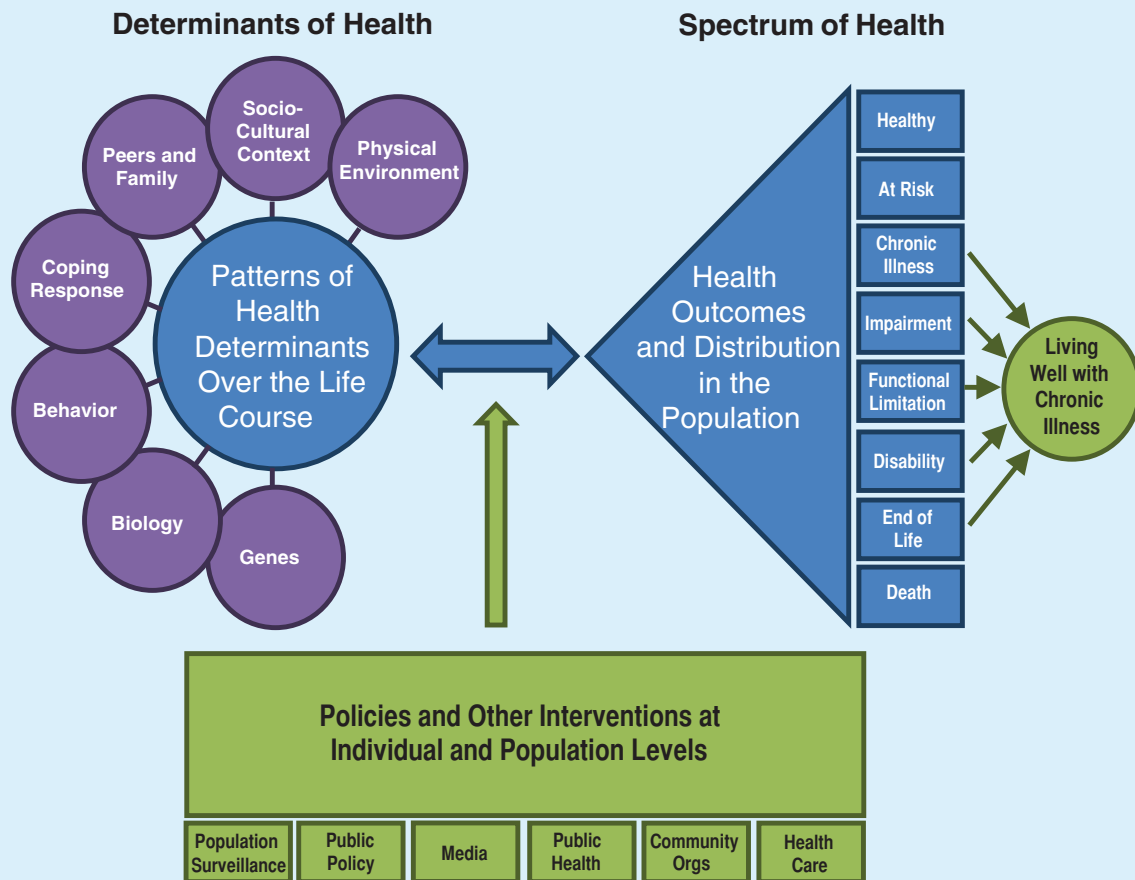 Determinants of Health
Spectrum of Health
Socio-
Cultural
Context
Physical
Environment
Peers and
Family
Coping
Response
Behavior
Biology
Genes
Patterns of
Health
Determinants
Over the Life
Course
Health
Outcomes
and Distribution
in the
Population
Healthy
At Risk
Chronic
Illness
Impairment
Functional
Limitation
Disability
End of
Life
Death
Living
Well with
Chronic
Illness
Policies and Other Interventions at
Individual and Population Levels
Population
Surveillance
Public
Policy
Media
Public
Health
Community
Orgs
Health
Care